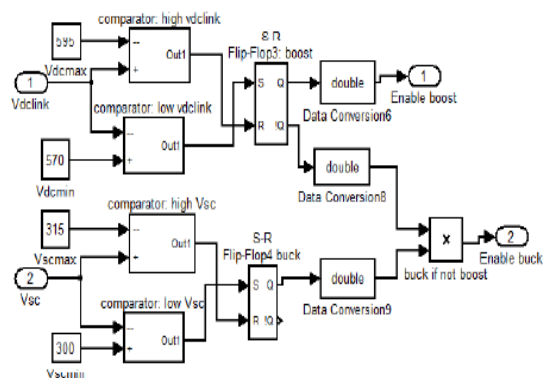 comparator: high vdclink
595
Vdcmax
--
+
Out1
1
Vdclink
S-R
Flip-Flop3: boost
S Q
R !Q
double
Data Conversion6
1
Enable boost
comparator: low vdclink
--
+
Out1
570
Vdcmin
double
Data Conversion8
comparator: high Vsc
315
Vscmax
--
+
Out1
2
Vsc
S-R
Flip-Flop4 buck
S Q
R !Q
double
Data Conversion9
x
buck if not boost
2
Enable buck
comparator: low Vsc
--
+
Out1
300
Vscmin